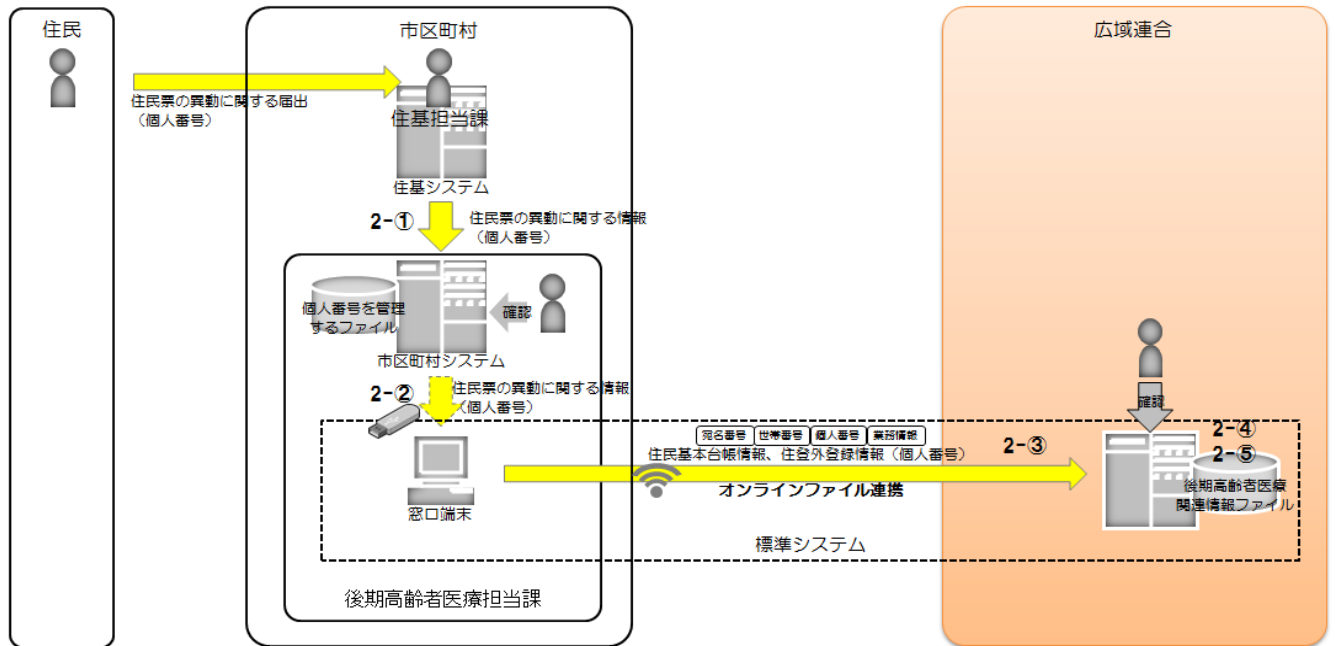 住民
市区町村
広域連合
住民票の異動に関する届出
（個人番号）
住基担当課
住基システム
2-①
住民票の異動に関する情報
（個人番号）
個人番号を管理
するファイル
確認
市区町村システム
2-②
住民票の異動に関する情報
（個人番号）
確認
宛名番号 世帯番号 個人番号 業務情報
住民基本台帳情報、住登外登録情報（個人番号）
2-③
2-④
2-⑤
オンラインファイル連携
後期高齢者医療
関連情報ファイル
窓口端末
標準システム
後期高齢者医療担当課